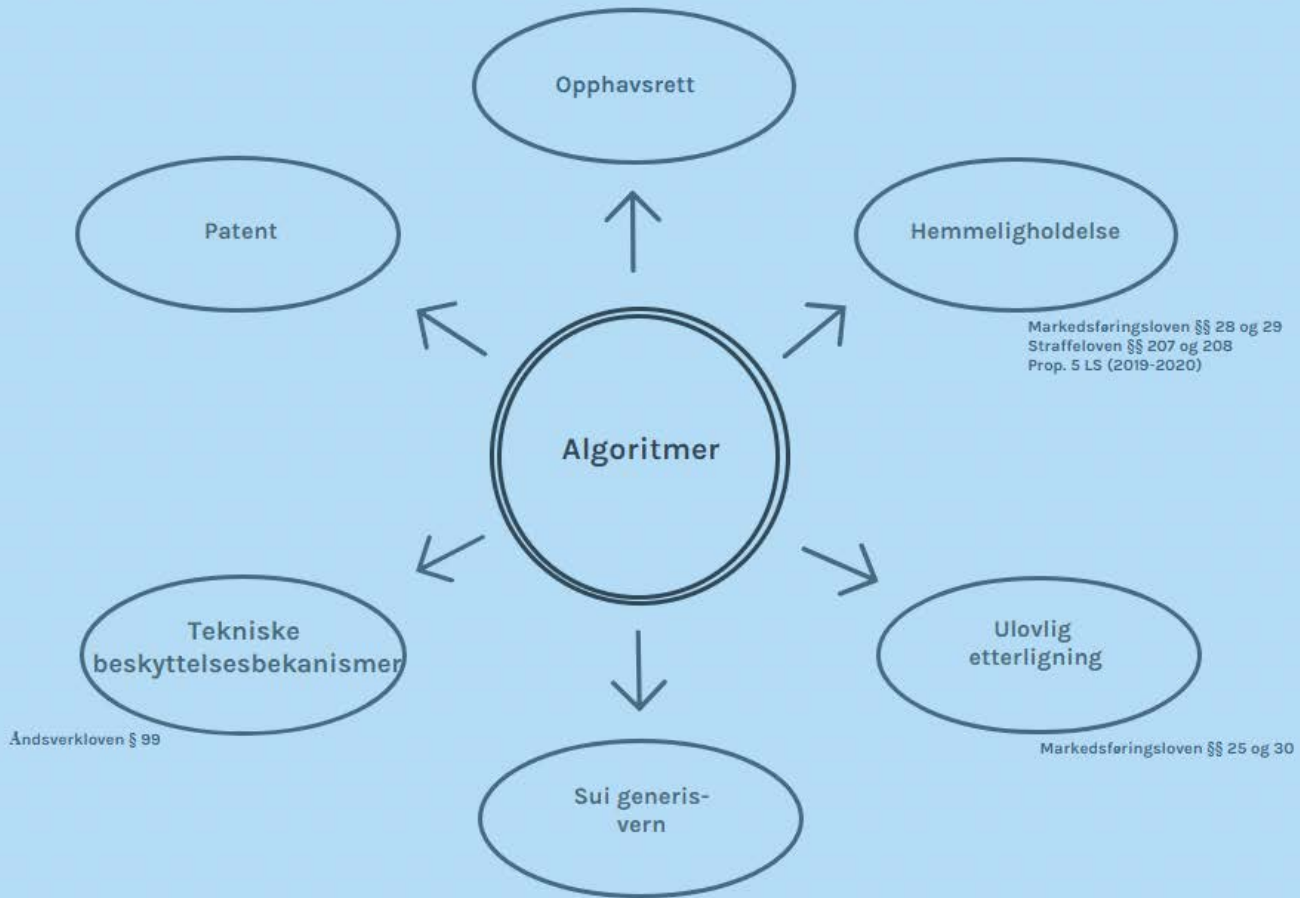 Opphavsrett
Patent
Hemmeligholdelse
Markedsføringsloven §§ 28 og 29
Straffeloven §§ 207 og 208
Prop. 5 LS (2019-2020)
Algoritmer
Tekniske
beskyttelsesbekanismer
Åndsverkloven § 99
Ulovlig
etterligning
Markedsføringsloven §§ 25 og 30
Sui generis-
vern